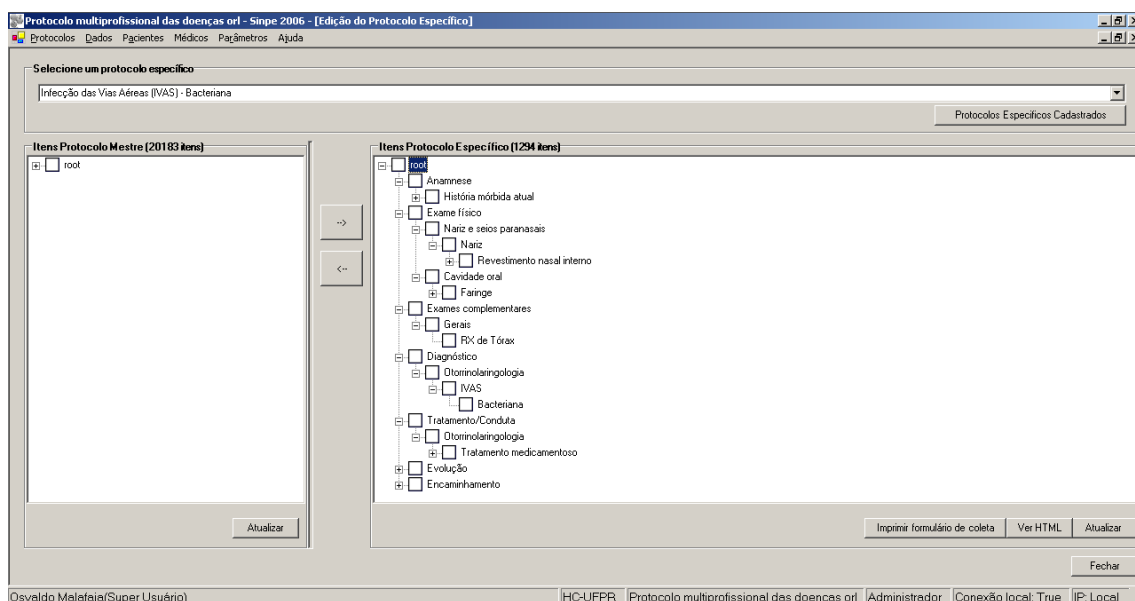 Protocolo multiprofissional das doenças orl - Sinpe 2006 - [Edição do Protocolo Específico]
Protocolos Dados Pacientes Médicos Parâmetros Ajuda
Selecione um protocolo específico
Infecção das Vias Aéreas (IVAS) - Bacteriana
Protocolos Específicos Cadastrados
Itens Protocolo Mestre (20183 itens)
root
Atualizar
-->
<--
Itens Protocolo Específico (1294 itens)
root
Anamnese
História mórbida atual
Exame físico
Nariz e seios paranasais
Nariz
Revestimento nasal interno
Cavidade oral
Faringe
Exames complementares
Gerais
RX de Tórax
Diagnóstico
Otorrinolaringologia
IVAS
Bacteriana
Tratamento/Conduta
Otorrinolaringologia
Tratamento medicamentoso
Evolução
Encaminhamento
Imprimir formulário de coleta Ver HTML Atualizar
Fechar
Osvaldo Malafaia(Super Usuário) HC-UFPR Protocolo multiprofissional das doenças orl Administrador Conexão local: True IP: Local